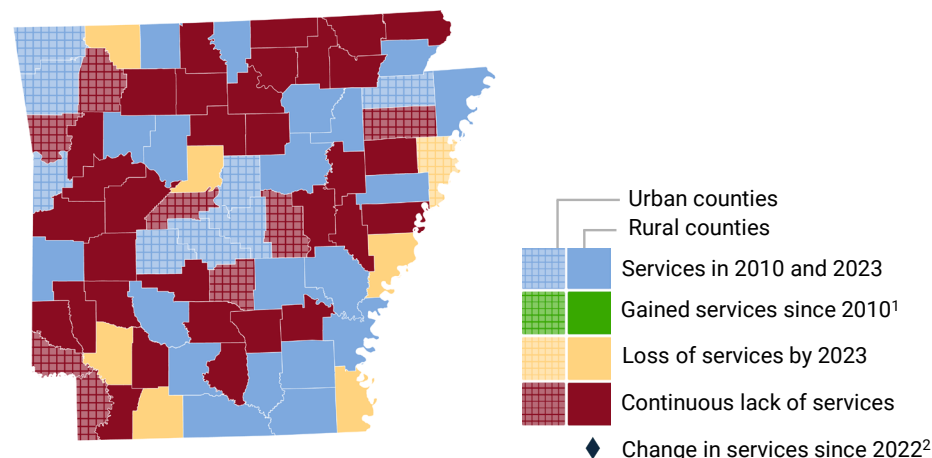 Urban counties
Rural counties
Services in 2010 and 2023
Gained services since 2010¹
Loss of services by 2023
Continuous lack of services
Change in services since 2022²